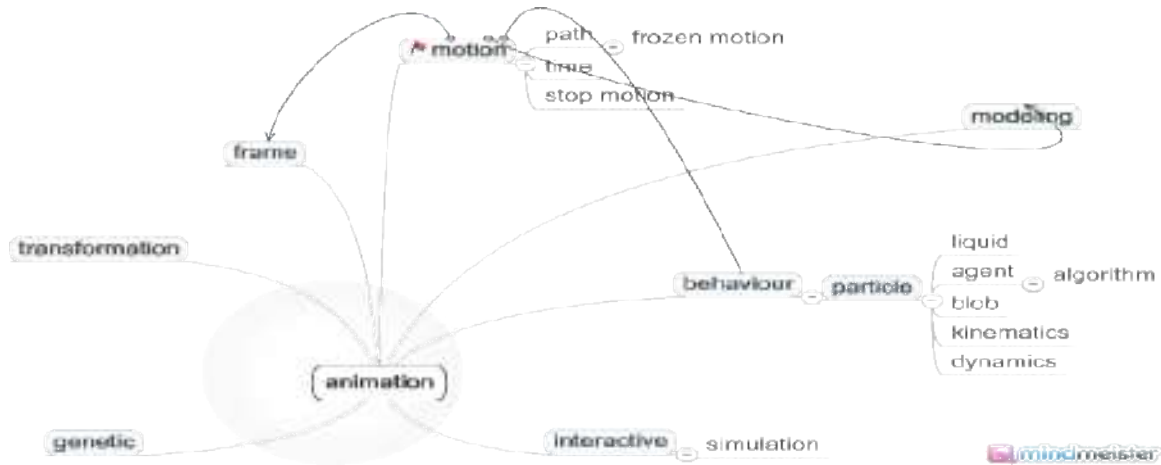 path
frozen motion
motion
time
stop motion
frame
transformation
liquid
behaviour
particle
agent
algorithm
blob
kinematics
dynamics
animation
genetic
interactive
simulation
mindmeister